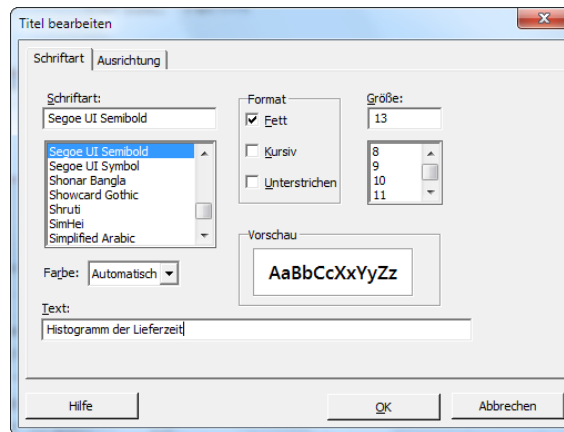 Titel bearbeiten
Schriftart Ausrichtung
Schriftart:
Segoe UI Semibold
Segoe UI Semibold
Segoe UI Symbol
Shonar Bangla
Showcard Gothic
Shruti
SimHei
Simplified Arabic
Format
Fett
Kursiv
Unterstrichen
Größe:
13
8
9
10
11
Farbe: Automatisch
Vorschau
AaBbCcXxYyZz
Text:
Histogramm der Lieferzeit
Hilfe OK Abbrechen